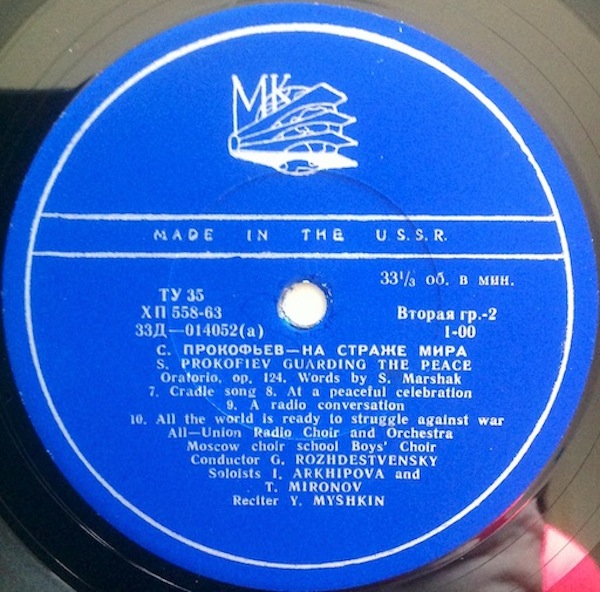 МК
MADE IN THE U.S.S.R.
33 1/3 об. в мин.
ТУ 35
ХП 558-63
Вторая гр.-2
33Д—014052(а)
1-00
С. ПРОКОФЬЕВ—НА СТРАЖЕ МИРА
S. PROKOFIEV GUARDING THE PEACE
Oratorio, op. 124. Words by S. Marshak
7. Cradle song 8. At a peaceful celebration
9. A radio conversation
10. All the world is ready to struggle against war
All—Union Radio Choir and Orchestra
Moscow choir school Boys' Choir
Conductor G. ROZHDESTVENSKY
Soloists I. ARKHIPOVA and
T. MIRONOV
Reciter Y. MYSHKIN